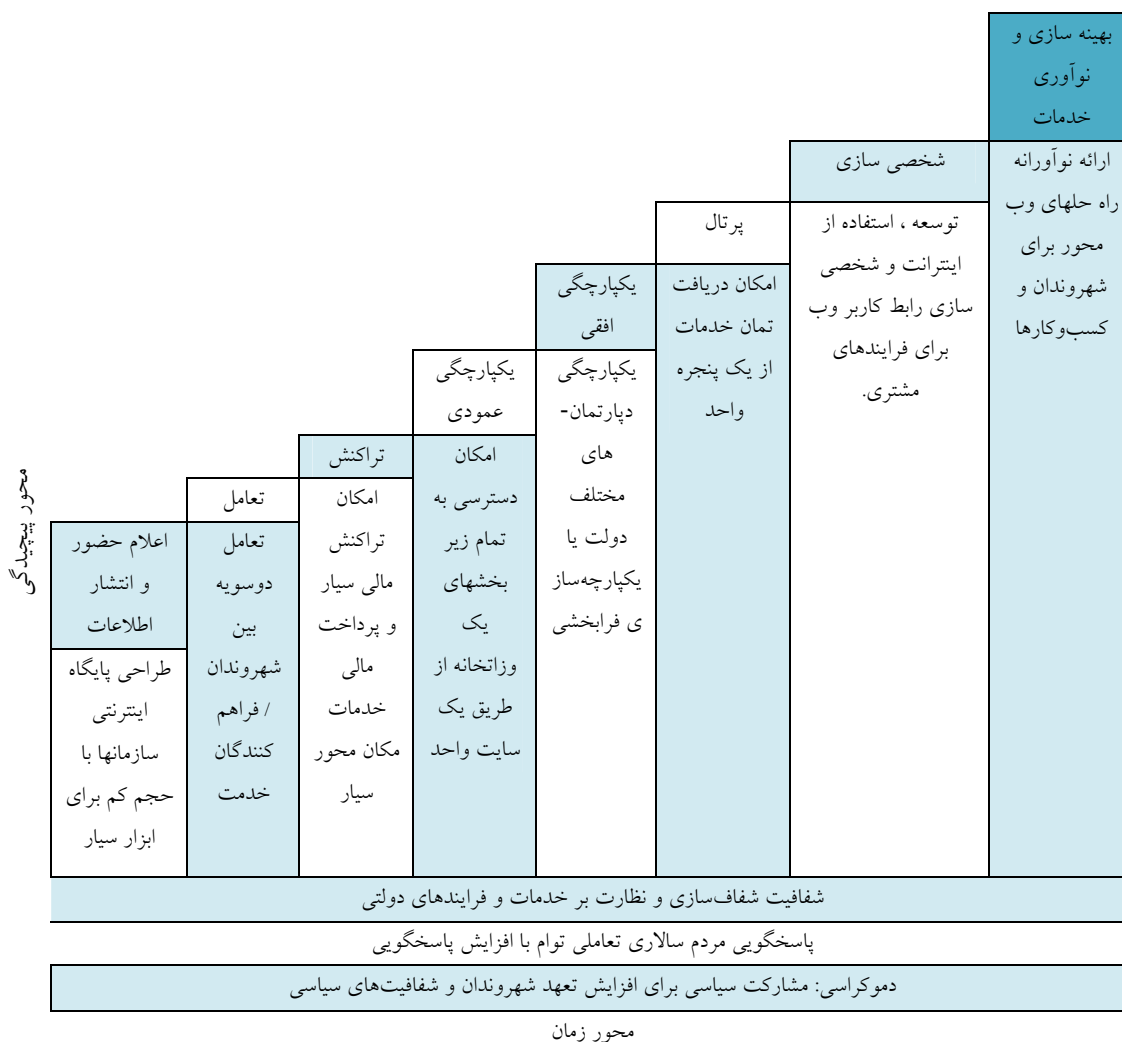 بهینه سازی و
نوآوری
خدمات
ارائه نوآورانه
راه حلهای وب
محور برای
شهروندان و
کسب‌وکارها
شخصی سازی
توسعه ، استفاده از
اینترانت و شخصی
سازی رابط کاربر وب
برای فرایندهای
مشتری.
پرتال
امکان دریافت
تمان خدمات
از یک پنجره
واحد
یکپارچگی
افقی
یکپارچگی
دپارتمان-
های
مختلف
دولت یا
یکپارچه‌ساز
ی فرابخشی
یکپارچگی
عمودی
امکان
دسترسی به
تمام زیر
بخشهای
یک
وزاتخانه از
طریق یک
سایت واحد
تراکنش
امکان
تراکنش
مالی سیار
و پرداخت
مالی
خدمات
مکان محور
سیار
تعامل
تعامل
دوسویه
بین
شهروندان
/ فراهم
کنندگان
خدمت
اعلام حضور
و انتشار
اطلاعات
طراحی پایگاه
اینترنتی
سازمانها با
حجم کم برای
ابزار سیار
محور پیچیدگی
شفافیت شفاف‌سازی و نظارت بر خدمات و فرایندهای دولتی
پاسخگویی مردم سالاری تعاملی توام با افزایش پاسخگویی
دموکراسی: مشارکت سیاسی برای افزایش تعهد شهروندان و شفافیت‌های سیاسی
محور زمان